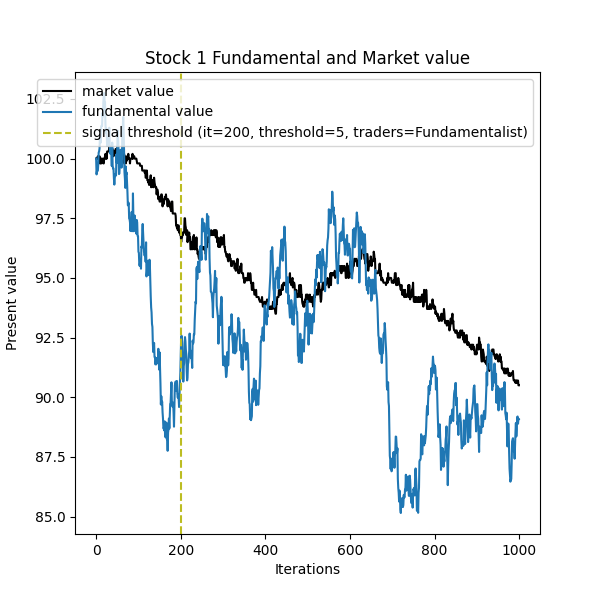 Stock 1 Fundamental and Market value
market value
fundamental value
signal threshold (it=200, threshold=5, traders=Fundamentalist)
102.5
100.0
97.5
95.0
92.5
90.0
87.5
85.0
Present value
0 200 400 600 800 1000
Iterations